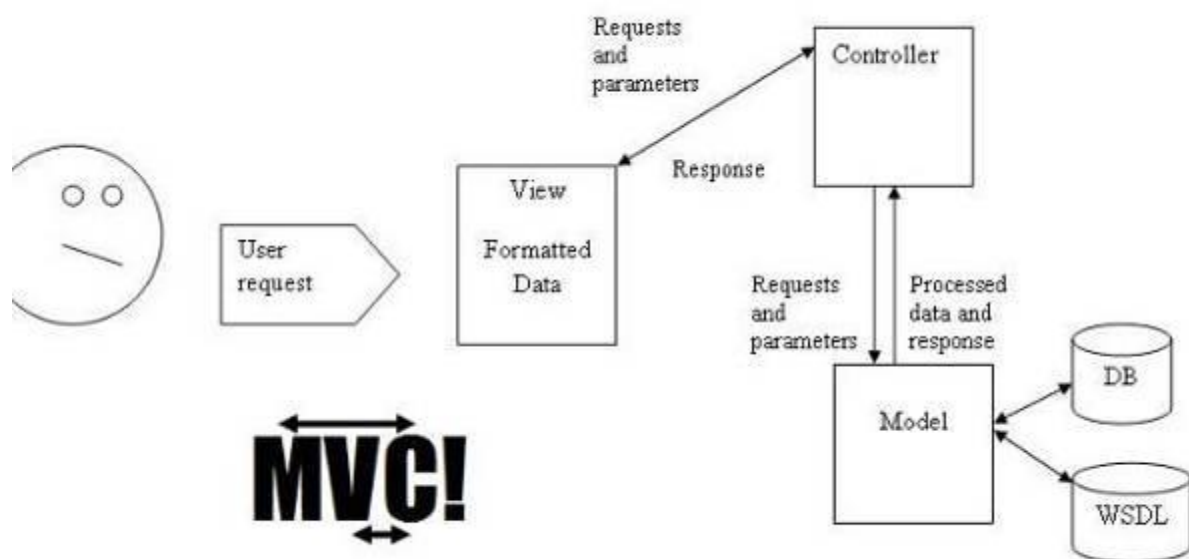 Requests
and
parameters
Controller
Response
View
Formatted
Data
User
request
Requests
and
parameters
Processed
data and
response
DB
Model
WSDL
MVC!